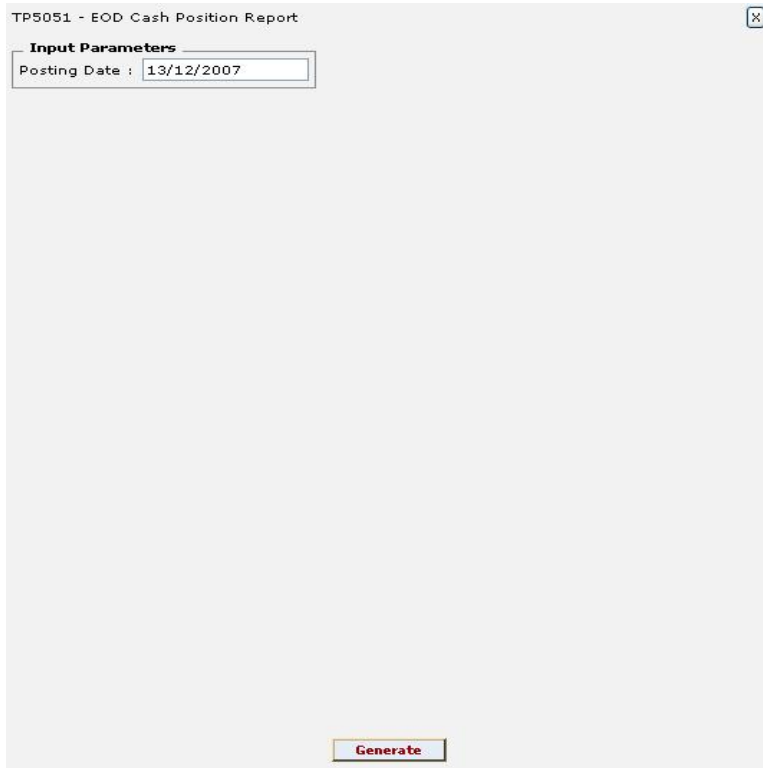 TP5051 - EOD Cash Position Report
Input Parameters
Posting Date : 13/12/2007
Generate